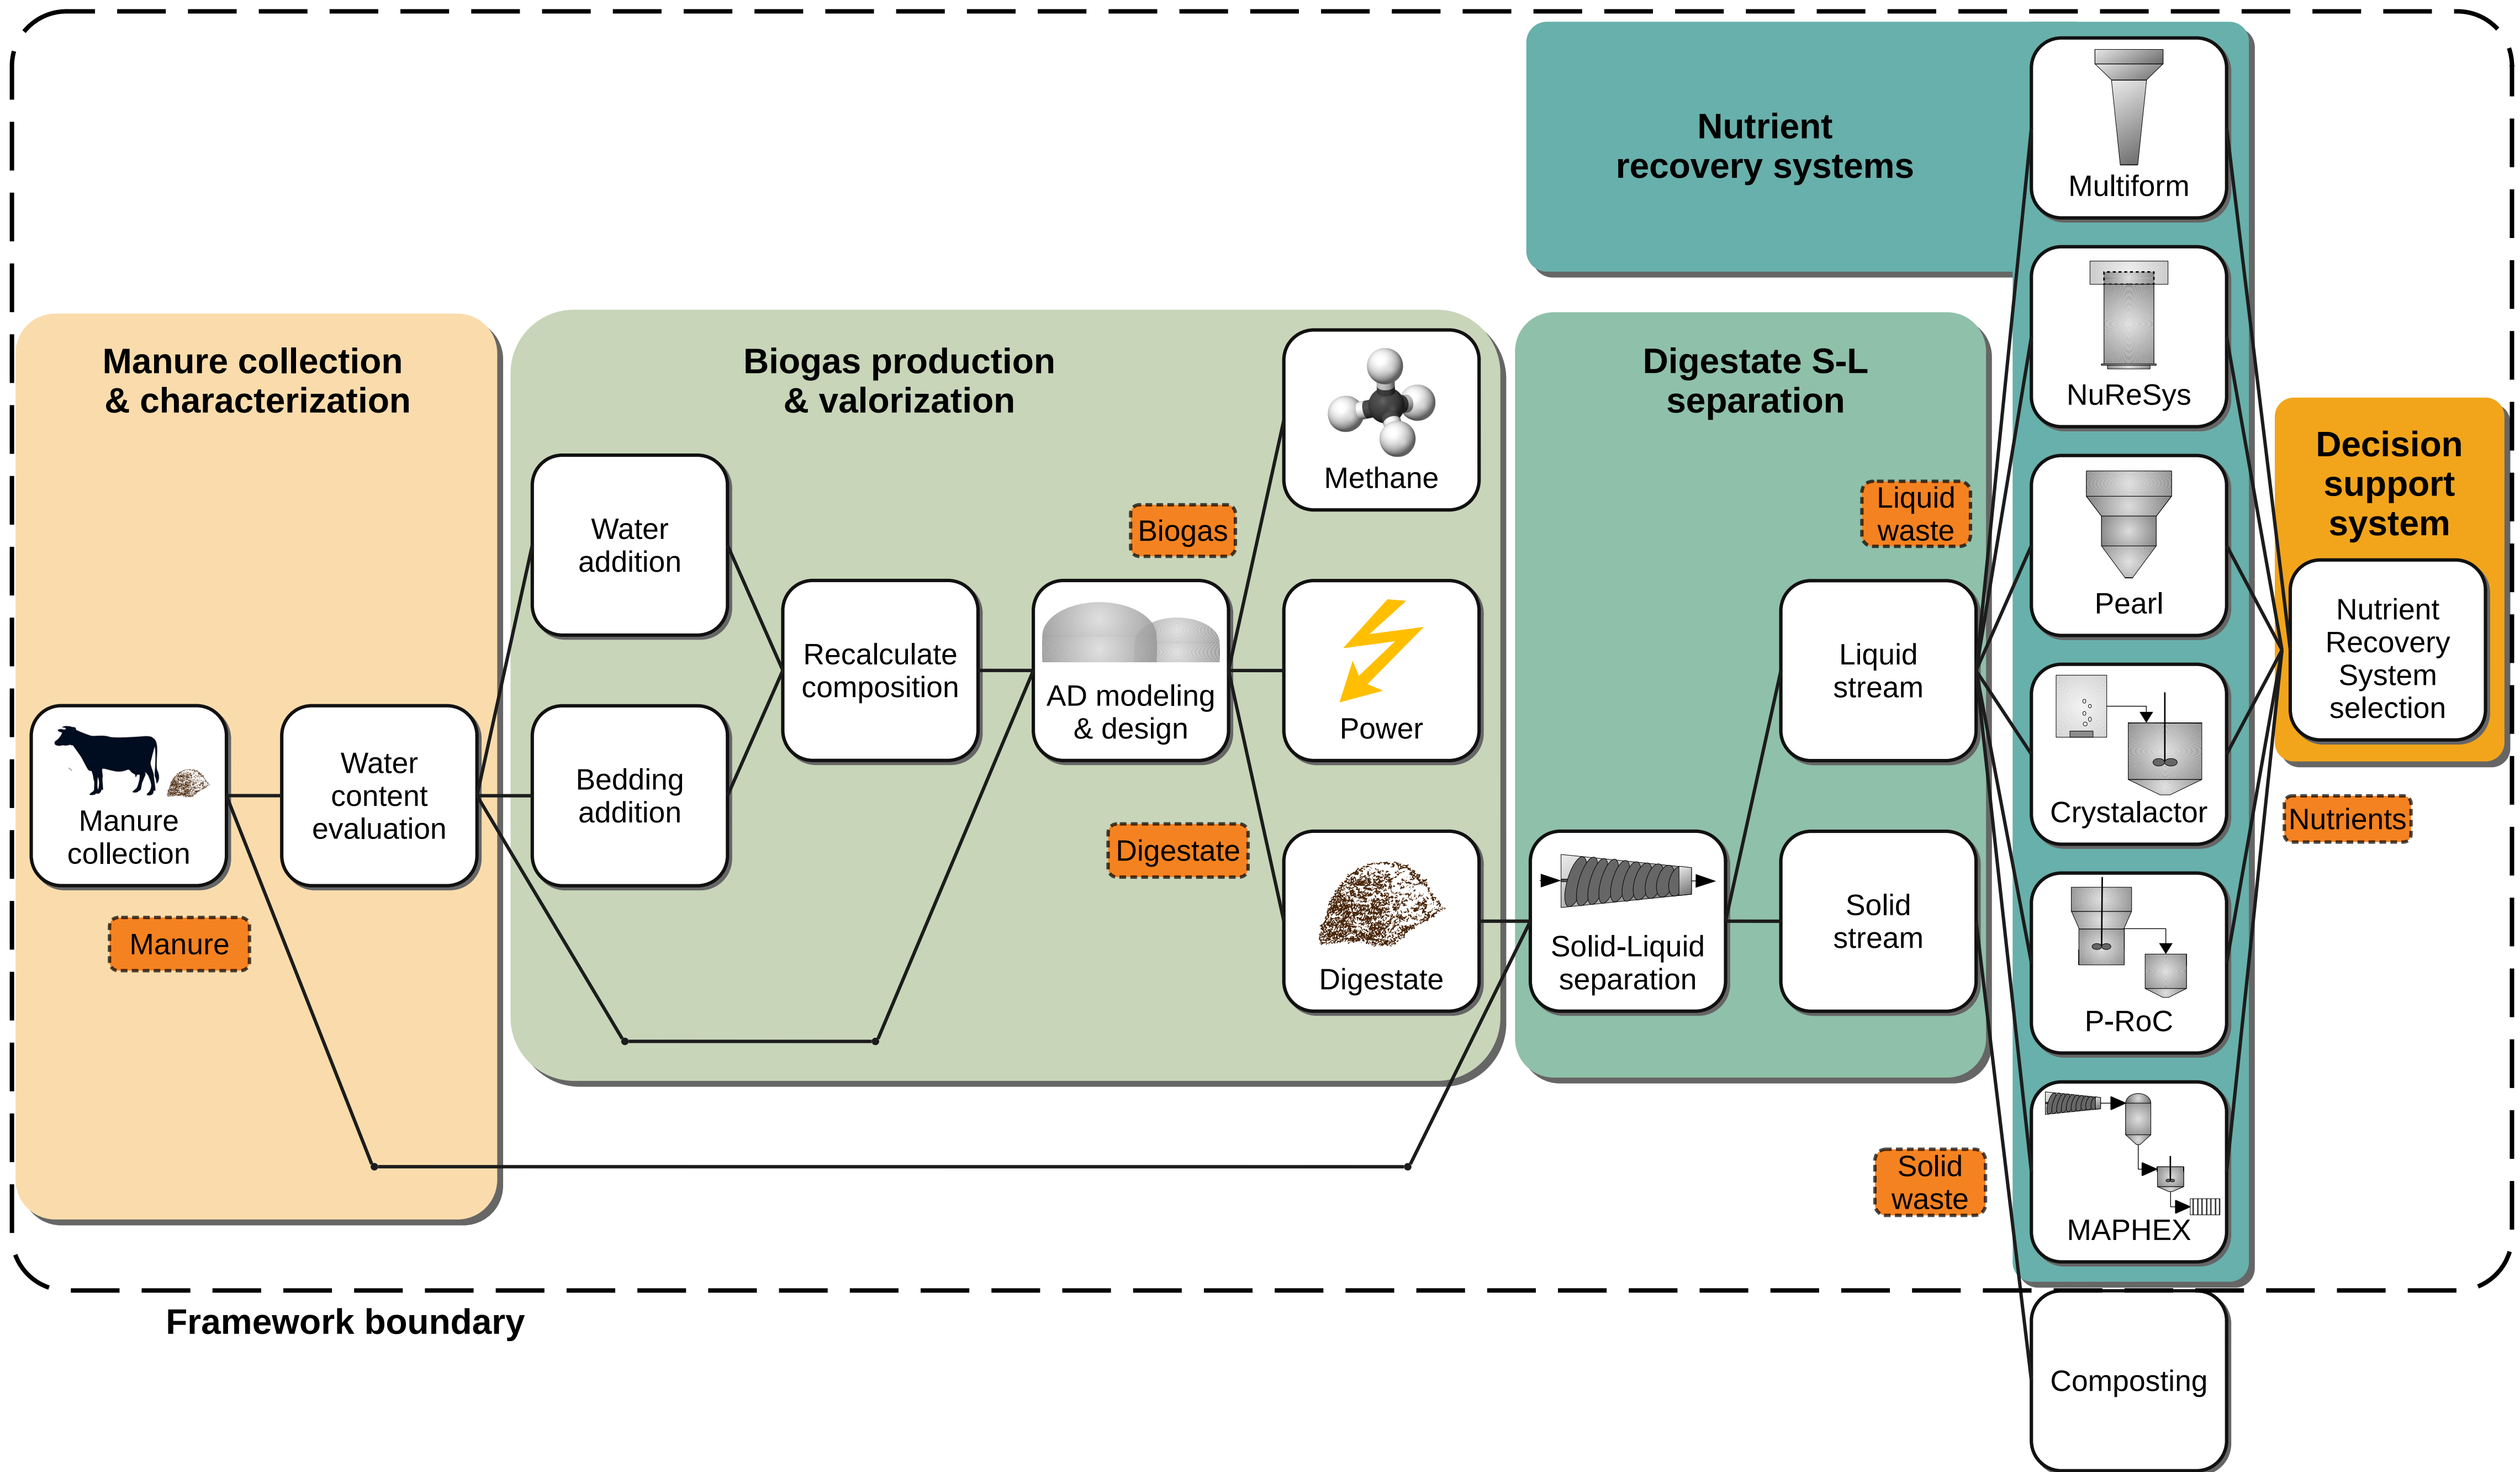 Manure collection
& characterization
Manure
collection
Water
content
evaluation
Manure
Biogas production
& valorization
Water
addition
Bedding
addition
Recalculate
composition
AD modeling
& design
Biogas
Digestate
Methane
Power
Digestate
Digestate S-L
separation
Solid-Liquid
separation
Liquid
waste
Liquid
stream
Solid
stream
Solid
waste
Nutrient
recovery systems
Multiform
NuReSys
Pearl
Crystalactor
P-RoC
MAPHEX
Composting
Decision
support
system
Nutrient
Recovery
System
selection
Nutrients
Framework boundary